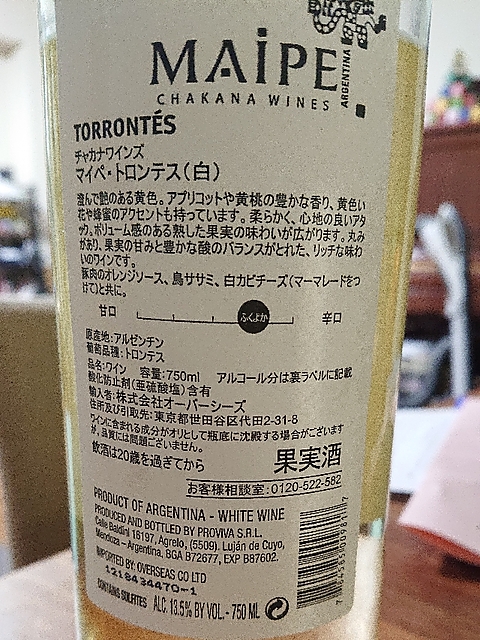 MAiPE
ARGENTINA
CHAKANA WINES
TORRONTÉS
チャカナワインズ
マイペ・トロンテス(白)
澄んで艶のある黄色。アプリコットや黄桃の豊かな香り、黄色い
花や蜂蜜のアクセントも持っています。柔らかく、心地の良いアタ
ック。ボリューム感のある熟した果実の味わいが広がります。丸み
があり、果実の甘みと豊かな酸のバランスがとれた、リッチな味わ
いのワインです。
豚肉のオレンジソース、鳥ササミ、白カビチーズ(マーマレードをつ
けて)と共に。
甘口 ふくよか 辛口
原産地:アルゼンチン
葡萄品種:トロンテス
品名:ワイン 容量:750ml アルコール分は裏ラベルに記載
酸化防止剤(亜硫酸塩)含有
輸入者:株式会社オーバーシーズ
住所及び引取先:東京都世田谷区代田2-31-8
ワインに含まれる成分がオリとして瓶底に沈殿する場合がございます
が、品質には問題ございません。
飲酒は20歳を過ぎてから 果実酒
お客様相談室:0120-522-582
PRODUCT OF ARGENTINA - WHITE WINE
PRODUCED AND BOTTLED BY PROVIVA S.R.L.
Calle Baldini 16197, Agrelo, (5509). Luján de Cuyo,
Mendoza – Argentina. BGA B72677, EXP B87602.
IMPORTED BY: OVERSEAS CO LTD
1218434470-1
CONTAINS SULFITES ALC. 13.5% BY VOL. - 750 ML